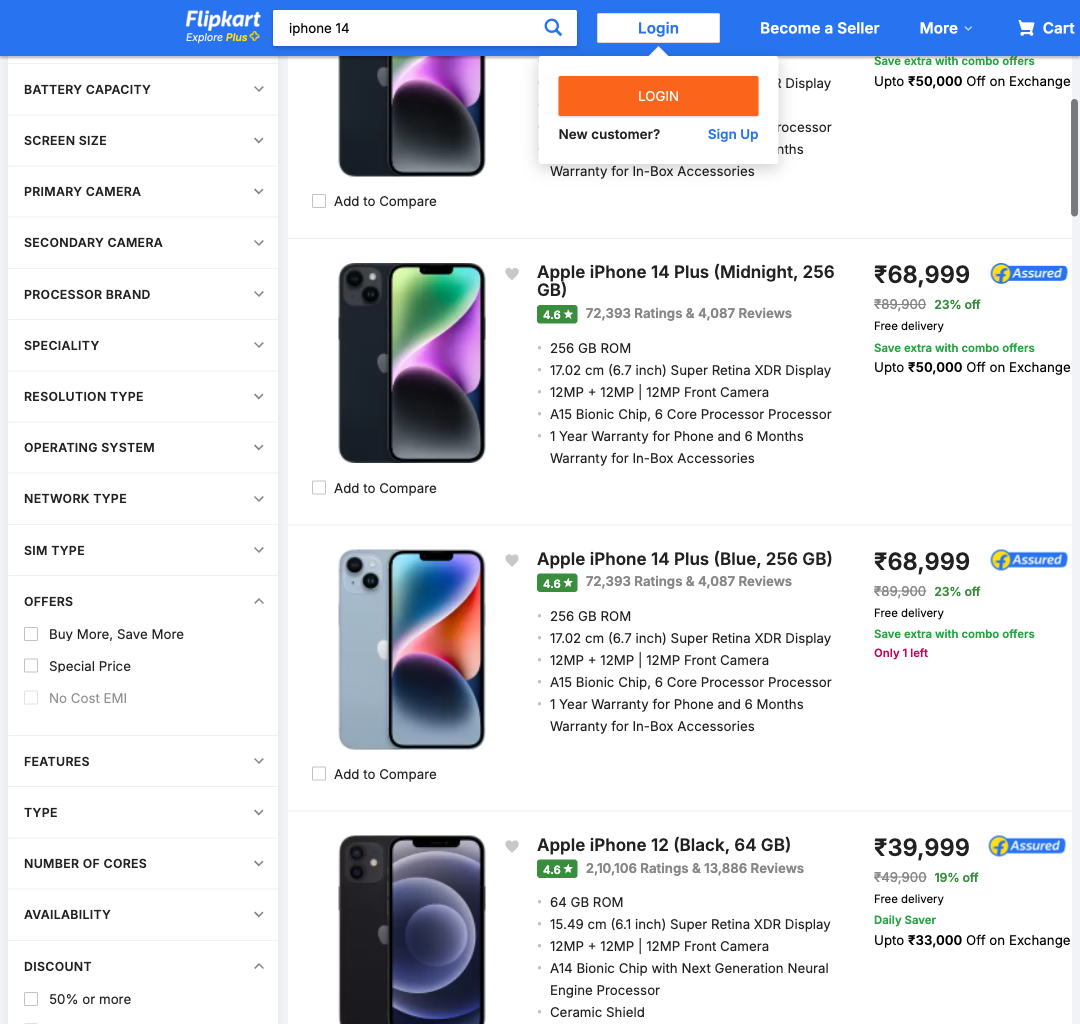 Flipkart
Explore Plus
iphone 14
Login
Become a Seller
More
Cart
LOGIN
New customer? Sign Up
BATTERY CAPACITY
SCREEN SIZE
PRIMARY CAMERA
SECONDARY CAMERA
PROCESSOR BRAND
SPECIALITY
RESOLUTION TYPE
OPERATING SYSTEM
NETWORK TYPE
SIM TYPE
OFFERS
Buy More, Save More
Special Price
No Cost EMI
FEATURES
TYPE
NUMBER OF CORES
AVAILABILITY
DISCOUNT
50% or more
Display
Warranty for In-Box Accessories
Add to Compare
Save extra with combo offers
Upto ₹50,000 Off on Exchange
Apple iPhone 14 Plus (Midnight, 256
GB)
4.6 ★ 72,393 Ratings & 4,087 Reviews
256 GB ROM
17.02 cm (6.7 inch) Super Retina XDR Display
12MP + 12MP | 12MP Front Camera
A15 Bionic Chip, 6 Core Processor Processor
1 Year Warranty for Phone and 6 Months
Warranty for In-Box Accessories
Add to Compare
₹68,999 Assured
₹89,900 23% off
Free delivery
Save extra with combo offers
Upto ₹50,000 Off on Exchange
Apple iPhone 14 Plus (Blue, 256 GB)
4.6 ★ 72,393 Ratings & 4,087 Reviews
256 GB ROM
17.02 cm (6.7 inch) Super Retina XDR Display
12MP + 12MP | 12MP Front Camera
A15 Bionic Chip, 6 Core Processor Processor
1 Year Warranty for Phone and 6 Months
Warranty for In-Box Accessories
Add to Compare
₹68,999 Assured
₹89,900 23% off
Free delivery
Save extra with combo offers
Only 1 left
Apple iPhone 12 (Black, 64 GB)
4.6 ★ 2,10,106 Ratings & 13,886 Reviews
64 GB ROM
15.49 cm (6.1 inch) Super Retina XDR Display
12MP + 12MP | 12MP Front Camera
A14 Bionic Chip with Next Generation Neural
Engine Processor
Ceramic Shield
₹39,999 Assured
₹49,900 19% off
Free delivery
Daily Saver
Upto ₹33,000 Off on Exchange